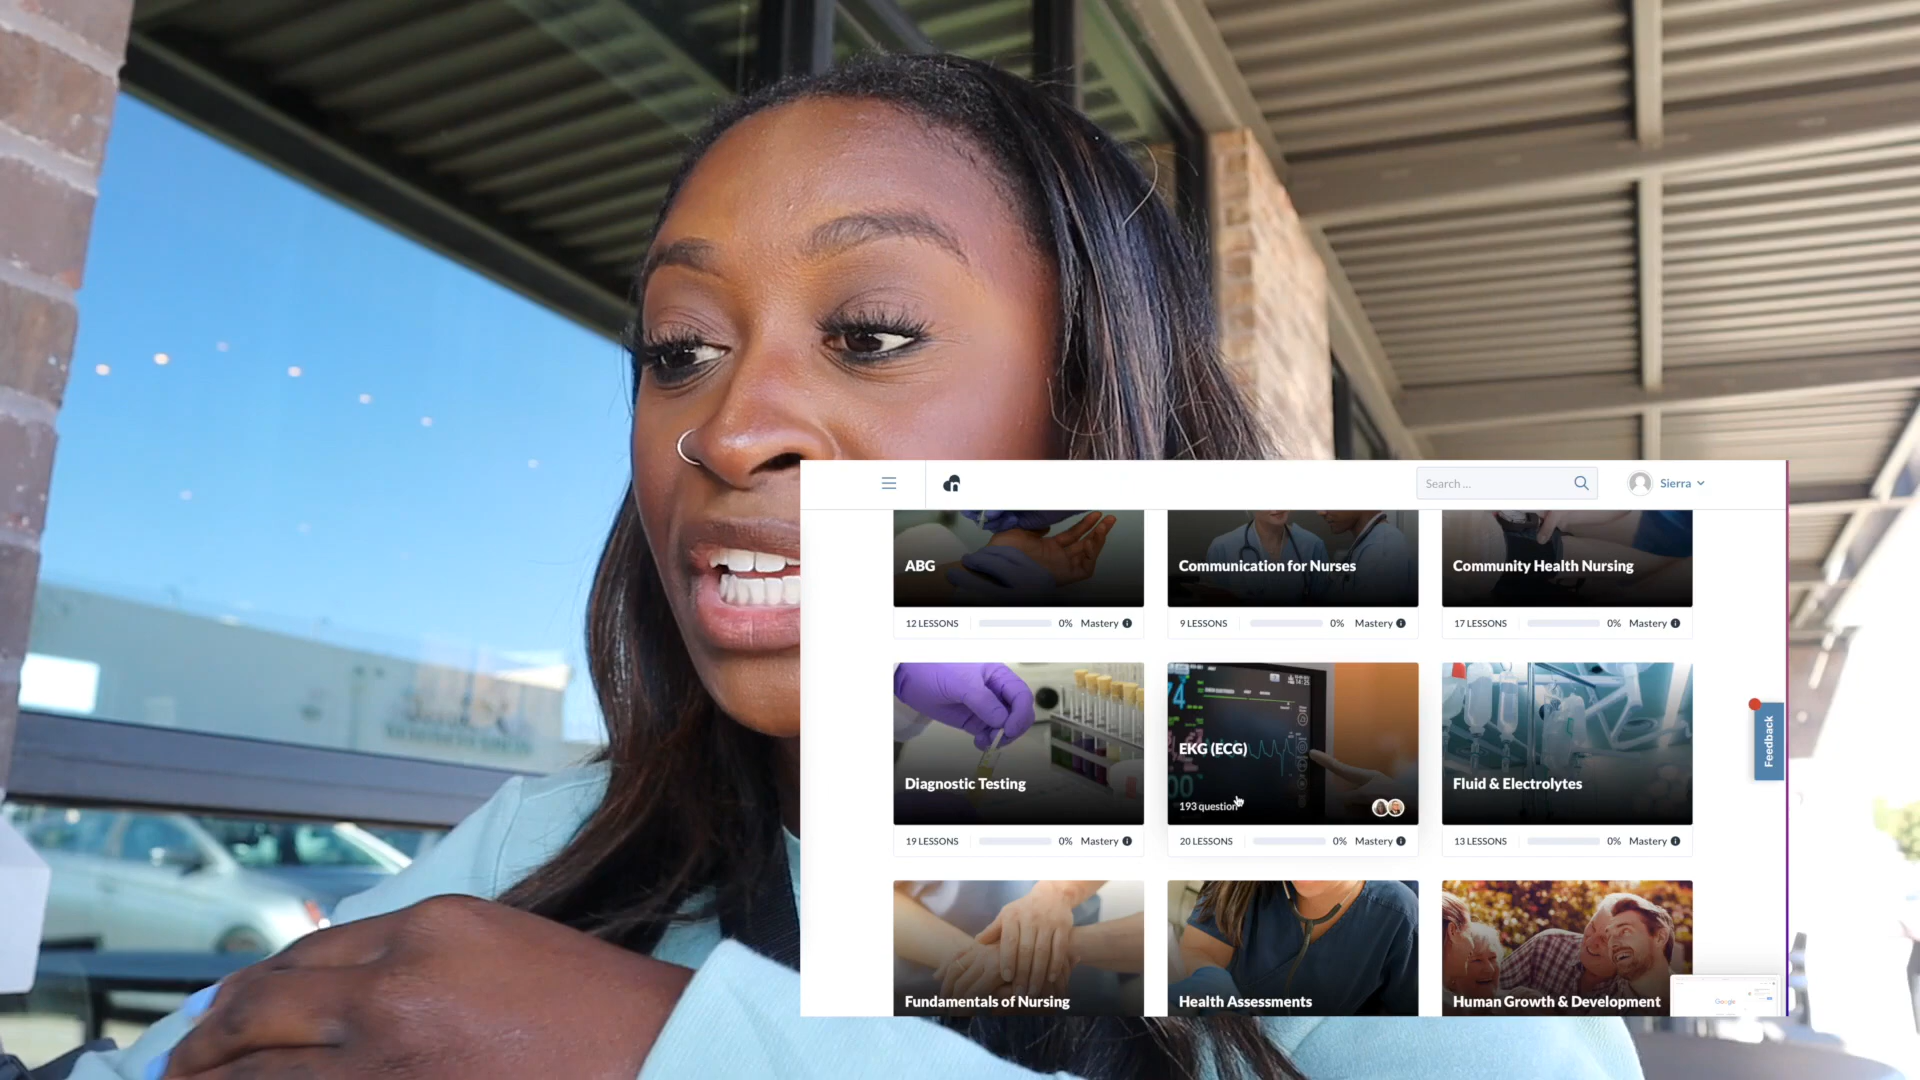 Search ...
Sierra
ABG
Communication for Nurses
Community Health Nursing
12 LESSONS 0% Mastery
9 LESSONS 0% Mastery
17 LESSONS 0% Mastery
Diagnostic Testing
EKG (ECG)
193 question
Fluid & Electrolytes
19 LESSONS 0% Mastery
20 LESSONS 0% Mastery
13 LESSONS 0% Mastery
Feedback
Fundamentals of Nursing
Health Assessments
Human Growth & Development
Google